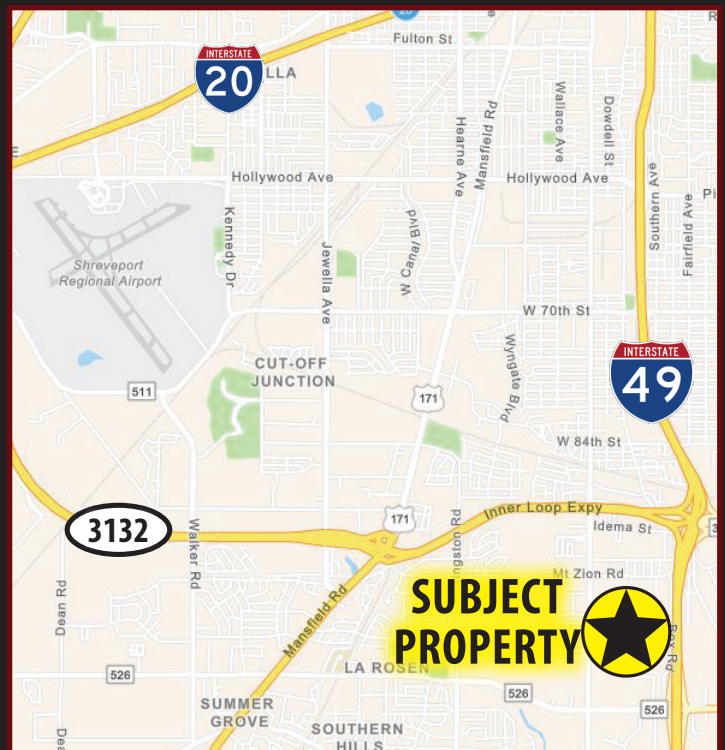 Fulton St
INTERSTATE
20
LLA
Hearne Ave
Mansfield Rd
Wallace Ave
Dowdell St
Southern Ave
Fairfield Ave
Hollywood Ave
Hollywood Ave
Kennedy Dr
Jewella Ave
W Canal Blvd
Shreveport
Regional Airport
W 70th St
Wyngate Blvd
INTERSTATE
49
CUT-OFF
JUNCTION
511
171
W 84th St
3132
171
Inner Loop Expy
Idema St
Walker Rd
ngston Rd
Mt Zion Rd
Dean Rd
Mansfield Rd
SUBJECT
PROPERTY
LA ROSEN
526
526
526
SUMMER
GROVE
SOUTHERN
HILLS